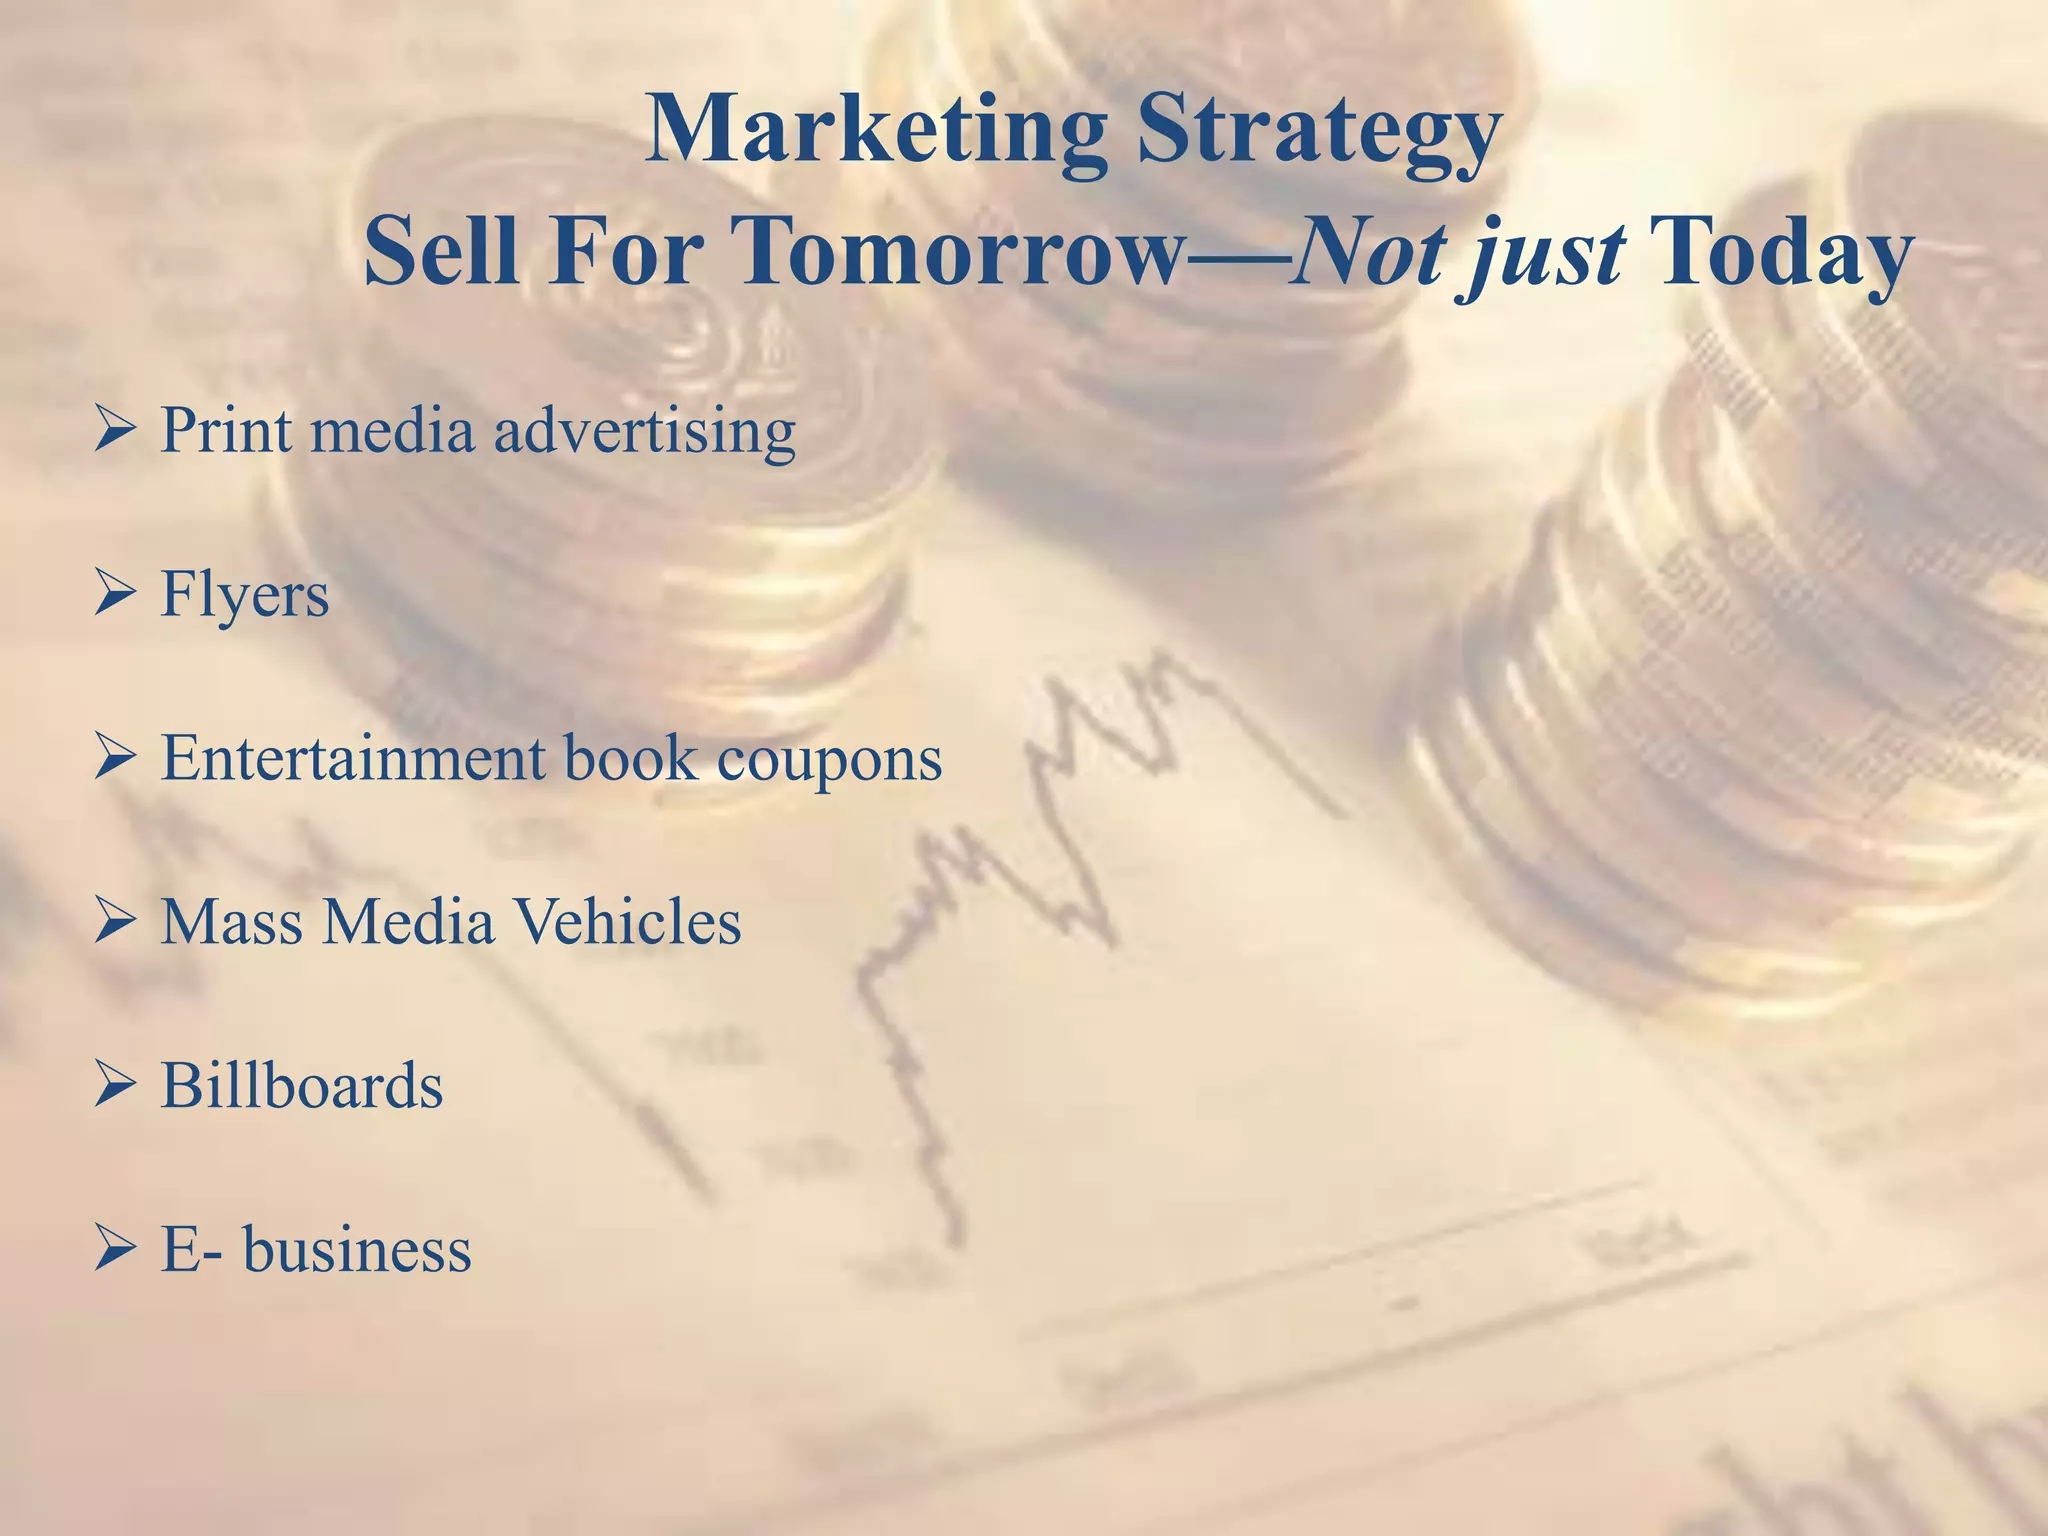 Marketing Strategy
Sell For Tomorrow—Not just Today
➢ Print media advertising
➢ Flyers
➢ Entertainment book coupons
➢ Mass Media Vehicles
➢ Billboards
➢ E- business